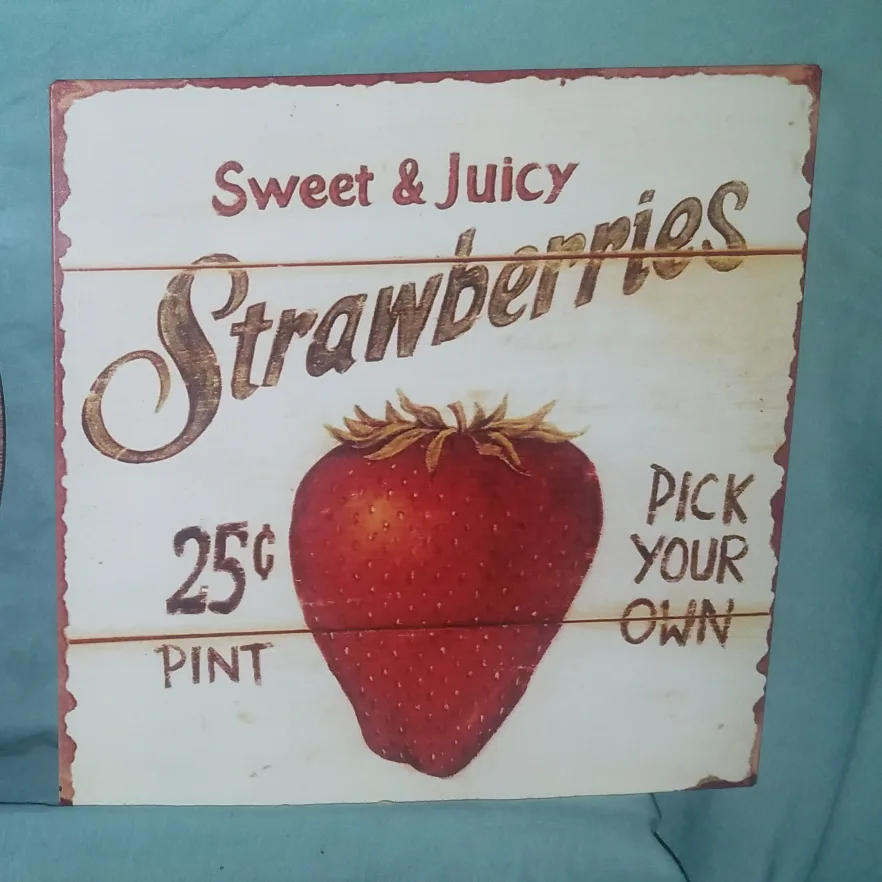 Sweet & Juicy
Strawberries
25¢
PINT
PICK
YOUR
OWN